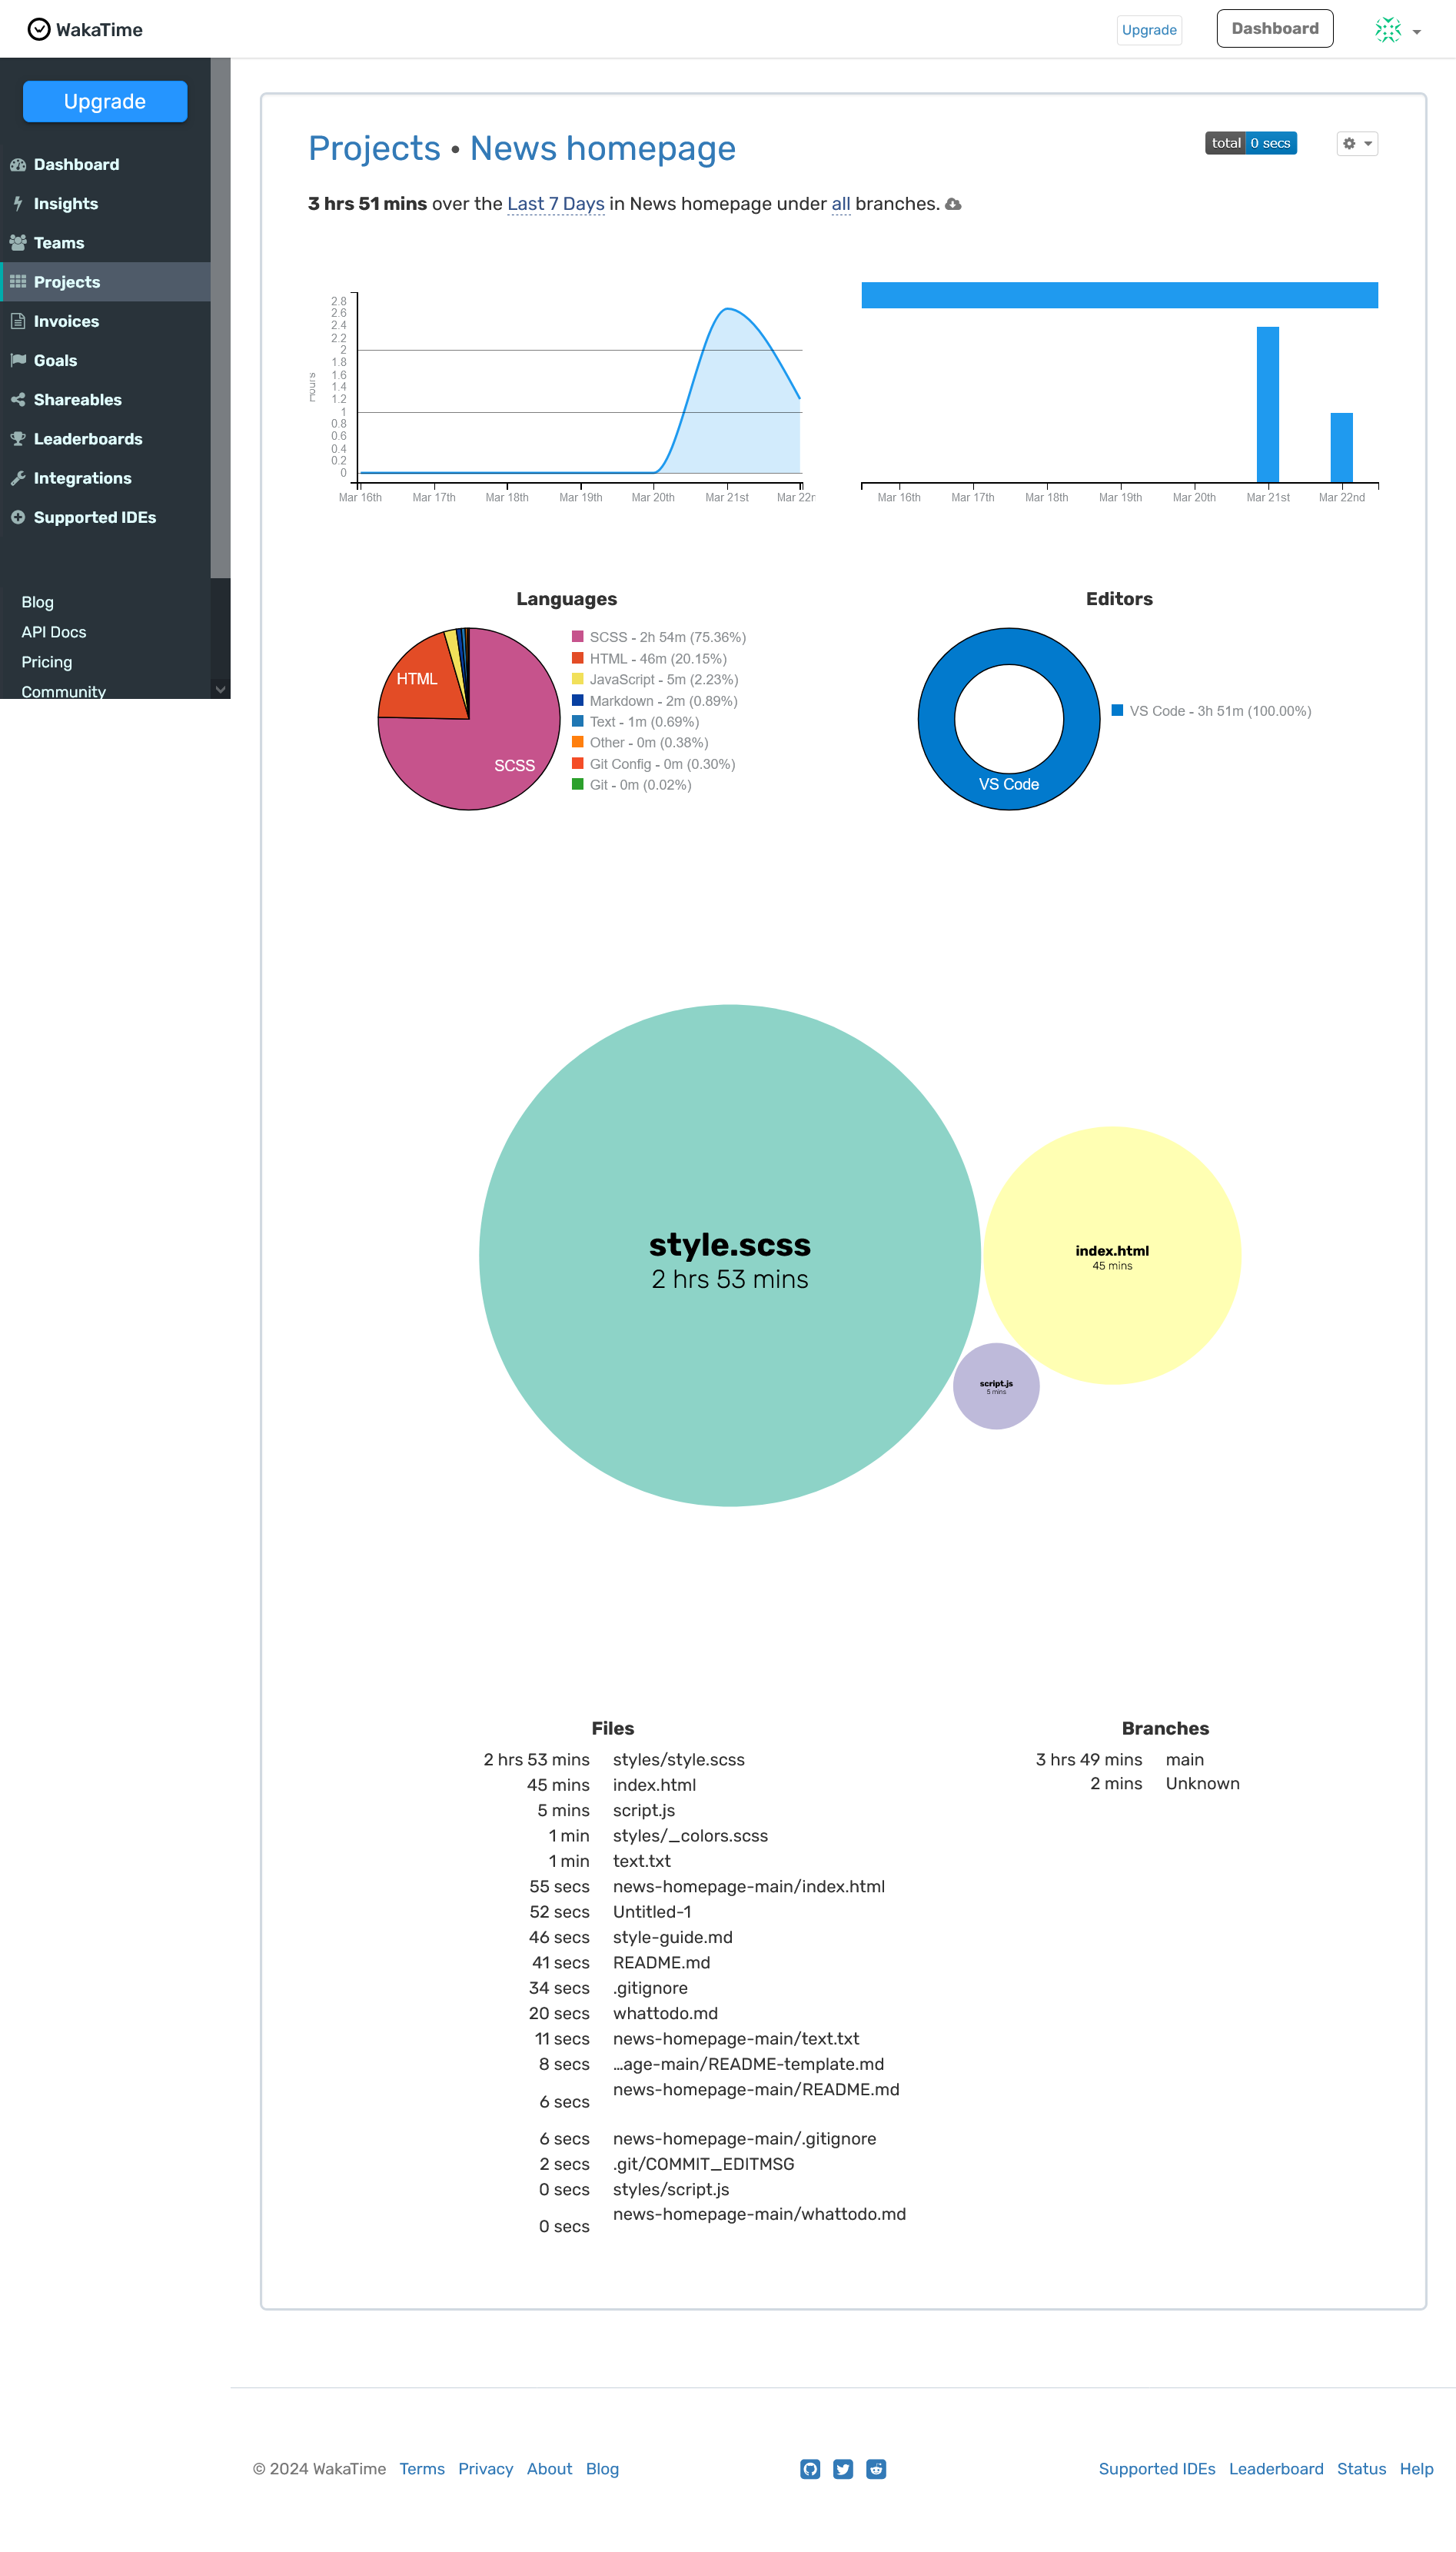 WakaTime
Upgrade
Dashboard
Upgrade
Dashboard
Insights
Teams
Projects
Invoices
Goals
Shareables
Leaderboards
Integrations
Supported IDEs
Blog
API Docs
Pricing
Community
Projects • News homepage
total 0 secs
3 hrs 51 mins over the Last 7 Days in News homepage under all branches.
Hours
2.8
2.6
2.4
2.2
2
1.8
1.6
1.4
1.2
1
0.8
0.6
0.4
0.2
0
Mar 16th Mar 17th Mar 18th Mar 19th Mar 20th Mar 21st Mar 22n
Mar 16th Mar 17th Mar 18th Mar 19th Mar 20th Mar 21st Mar 22nd
Languages
HTML
SCSS
SCSS - 2h 54m (75.36%)
HTML - 46m (20.15%)
JavaScript - 5m (2.23%)
Markdown - 2m (0.89%)
Text - 1m (0.69%)
Other - 0m (0.38%)
Git Config - 0m (0.30%)
Git - 0m (0.02%)
Editors
VS Code
VS Code - 3h 51m (100.00%)
style.scss
2 hrs 53 mins
index.html
45 mins
script.js
5 mins
Files
2 hrs 53 mins styles/style.scss
45 mins index.html
5 mins script.js
1 min styles/_colors.scss
1 min text.txt
55 secs news-homepage-main/index.html
52 secs Untitled-1
46 secs style-guide.md
41 secs README.md
34 secs .gitignore
20 secs whattodo.md
11 secs news-homepage-main/text.txt
8 secs …age-main/README-template.md
6 secs news-homepage-main/README.md
6 secs news-homepage-main/.gitignore
2 secs .git/COMMIT_EDITMSG
0 secs styles/script.js
0 secs news-homepage-main/whattodo.md
Branches
3 hrs 49 mins main
2 mins Unknown
© 2024 WakaTime Terms Privacy About Blog
Supported IDEs Leaderboard Status Help